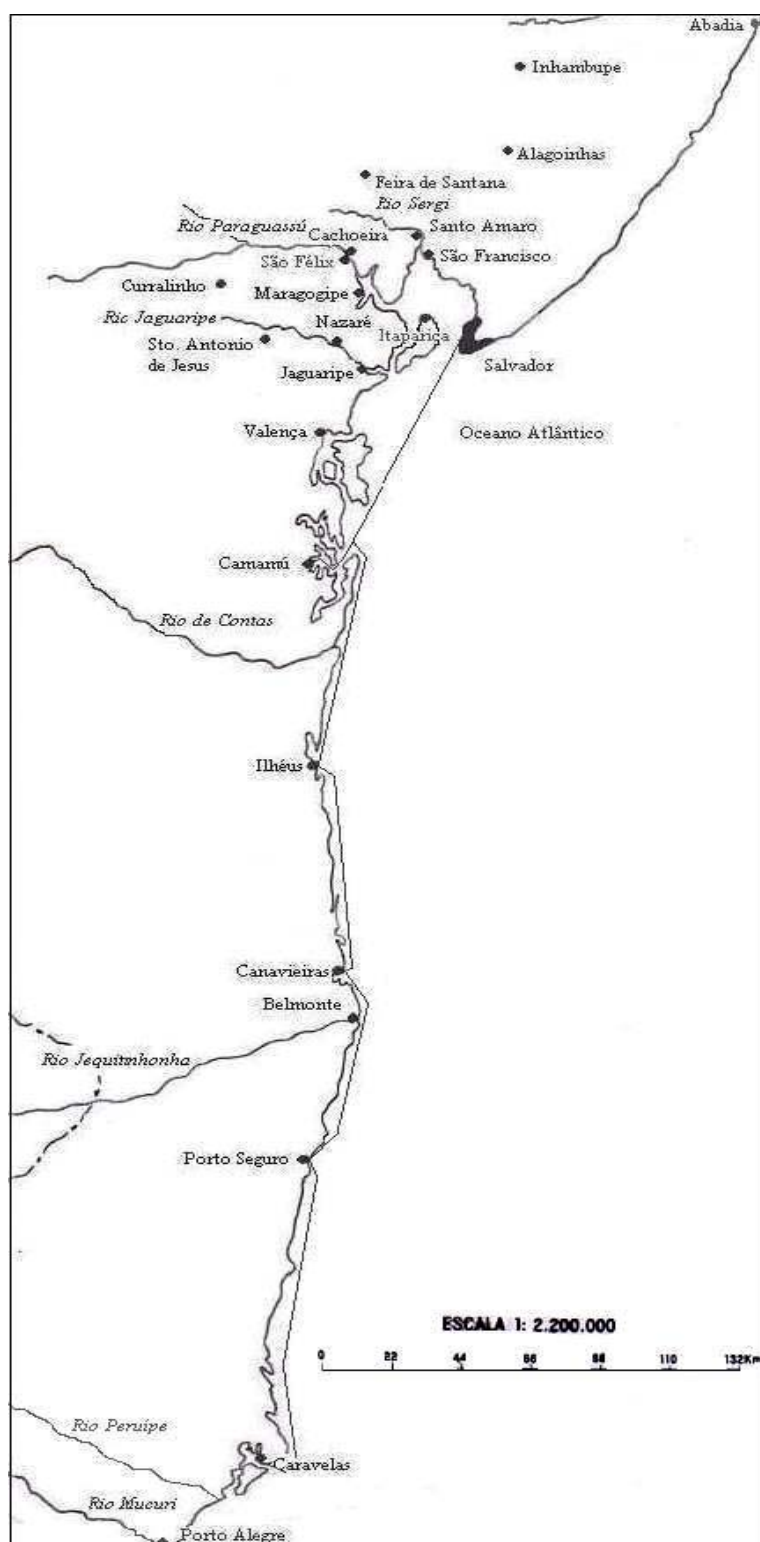 Abadia
Inhambupe
Alagoinhas
Feira de Santana
Rio Sergi
Rio Paraguassú
Santo Amaro
Cachoeira
São Francisco
São Félix
Curralinho
Maragogipe
Ric Jaguaripe
Nazaré
Itapariça
Sto. Antonio
de Jesus
Salvador
Jaguaripe
Valença
Oceano Atlântico
Camamú
Rio de Contas
Ilhéus
Canavieiras
Belmonte
Rio Jequitinhonha
Porto Seguro
ESCALA 1: 2.200.000
0 22 44 66 88 110 132Km
Rio Peruípe
Caravelas
Rio Mucuri
Porto Alegre